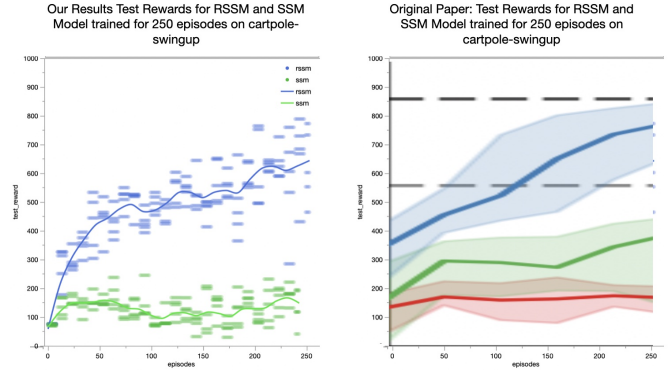 Our Results Test Rewards for RSSM and SSM
Model trained for 250 episodes on cartpole-
swingup
1000
900
800
700
600
500
400
300
200
100
0
test_reward
rssm
ssm
rssm
ssm
0
50
100
150
200
250
episodes
Original Paper: Test Rewards for RSSM and
SSM Model trained for 250 episodes on
cartpole-swingup
1000
900
800
700
600
500
400
300
200
100
test_reward
0
50
100
150
200
250
episodes